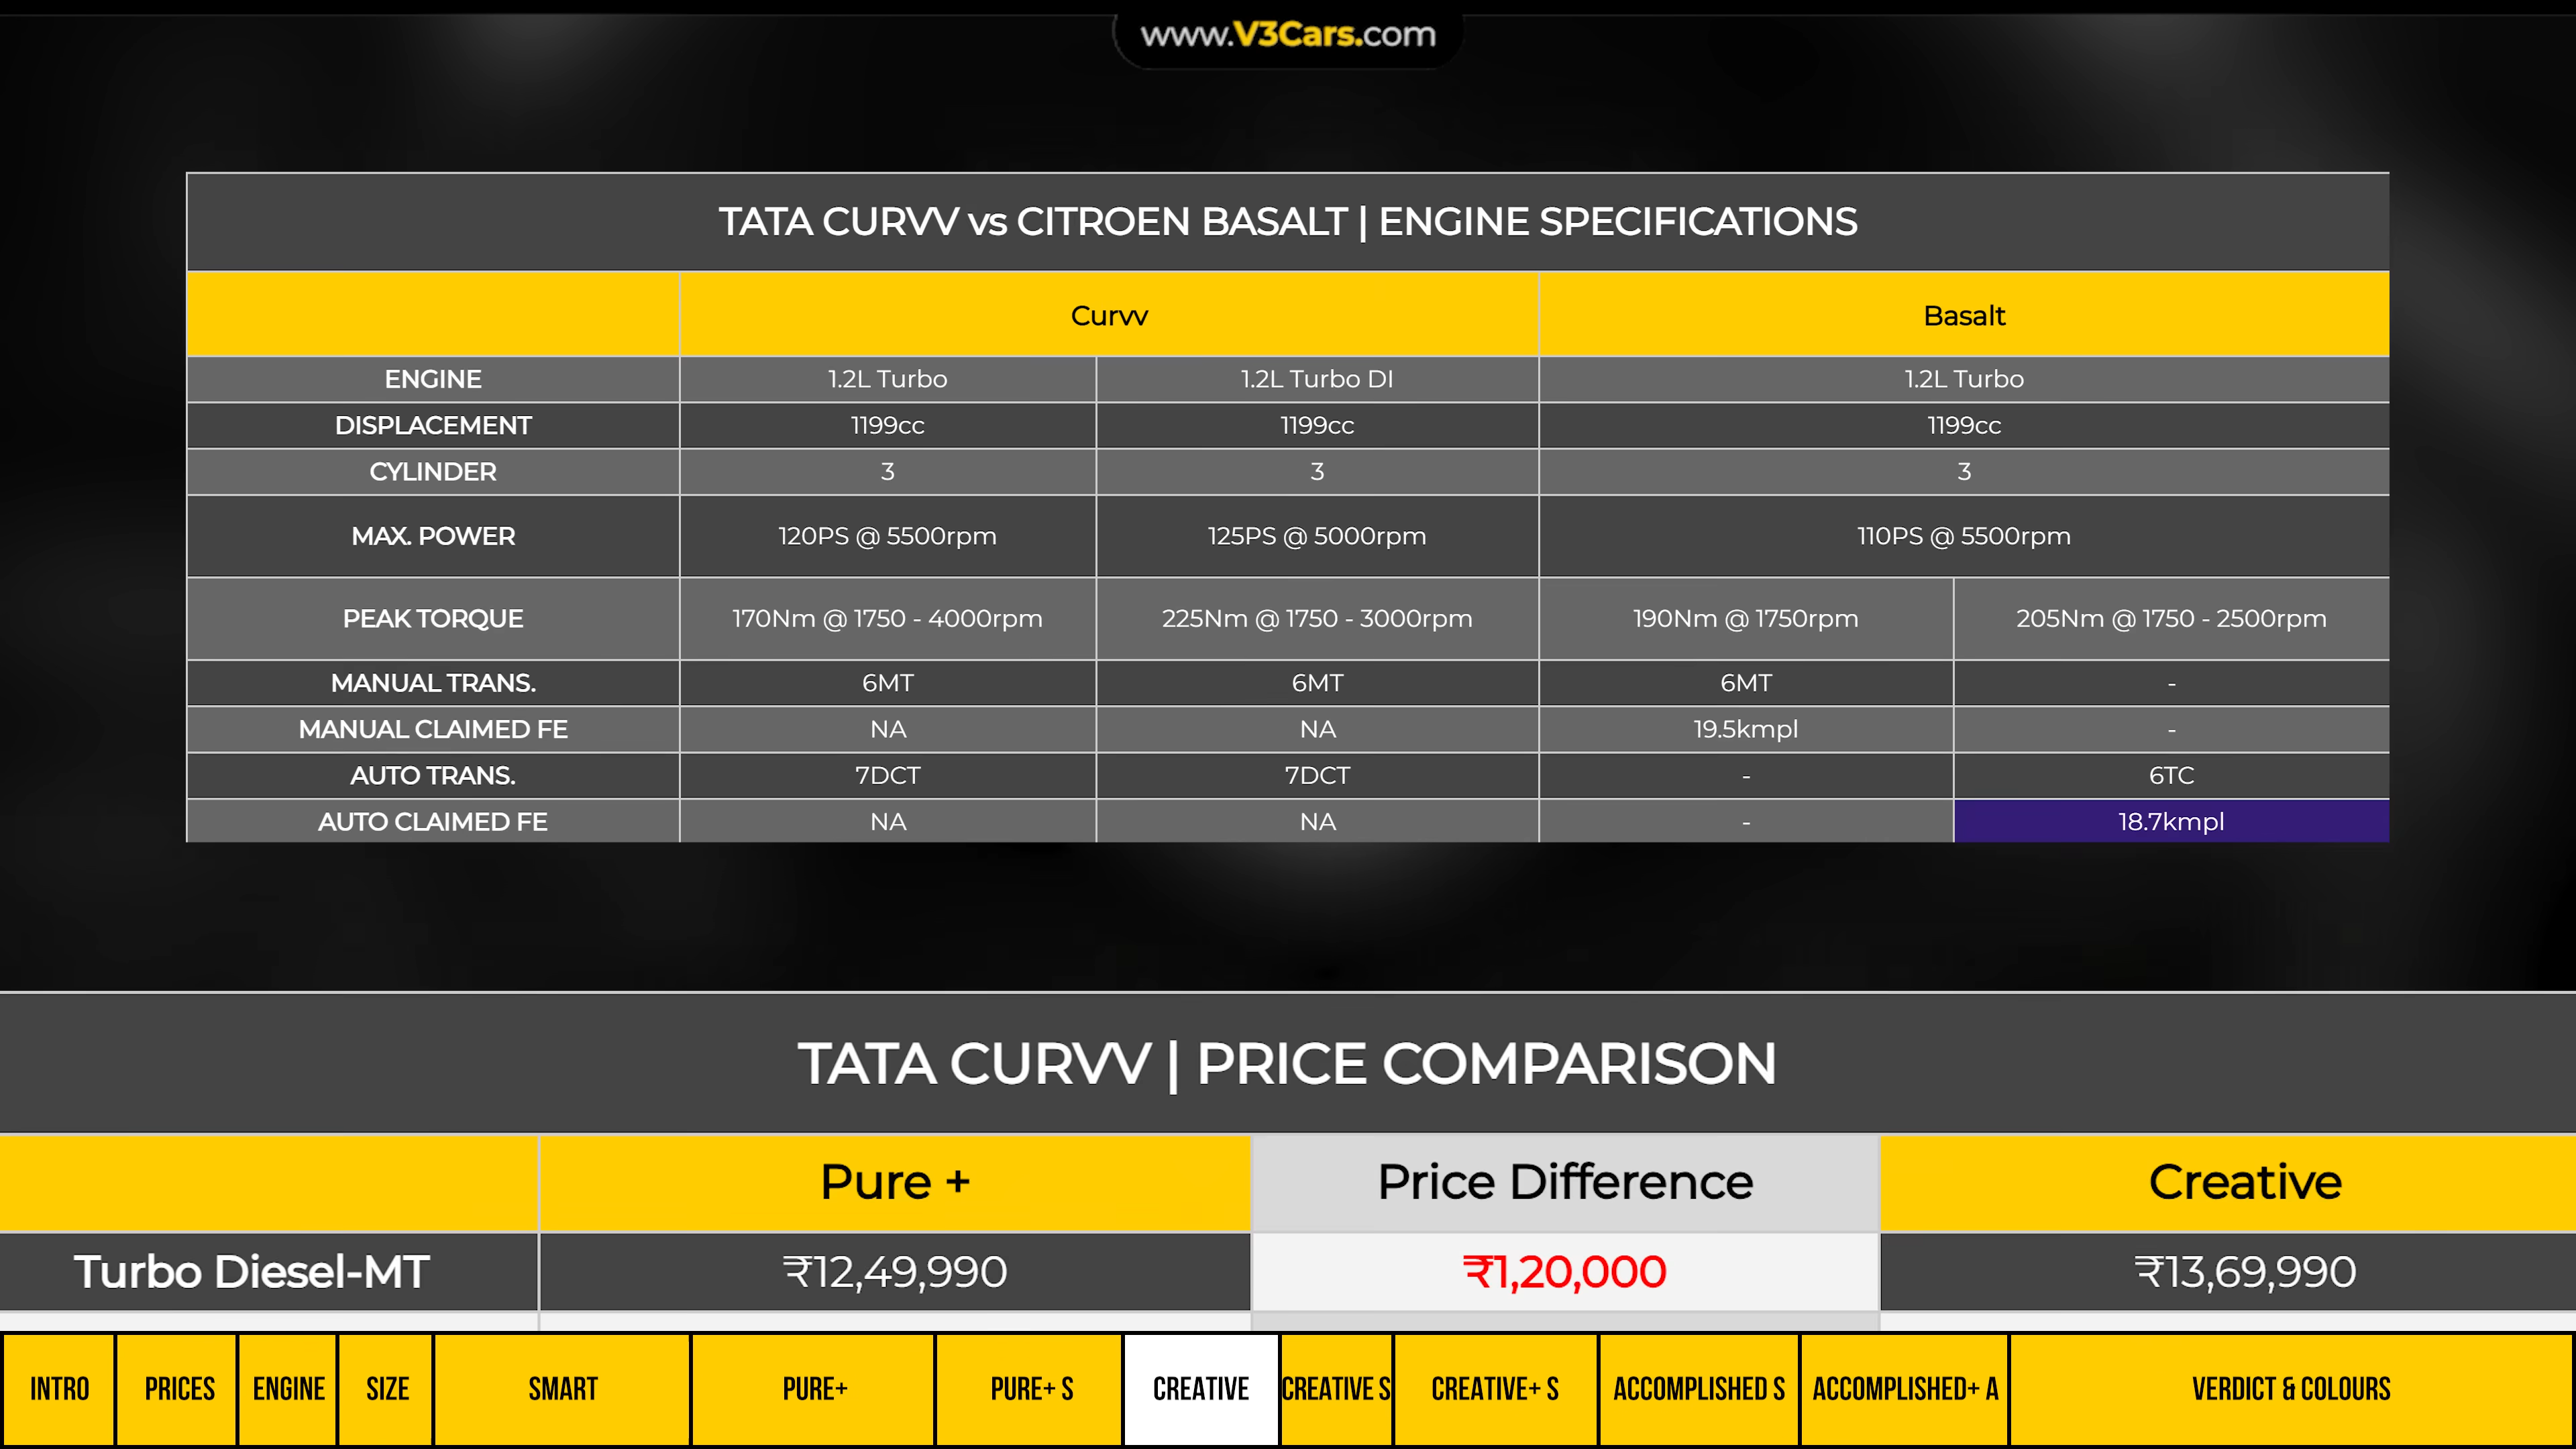 www.V3Cars.com
TATA CURVV vs CITROEN BASALT | ENGINE SPECIFICATIONS
Curvv Basalt
ENGINE 1.2L Turbo 1.2L Turbo DI 1.2L Turbo
DISPLACEMENT 1199cc 1199cc 1199cc
CYLINDER 3 3 3
MAX. POWER 120PS @ 5500rpm 125PS @ 5000rpm 110PS @ 5500rpm
PEAK TORQUE 170Nm @ 1750 - 4000rpm 225Nm @ 1750 - 3000rpm 190Nm @ 1750rpm 205Nm @ 1750 - 2500rpm
MANUAL TRANS. 6MT 6MT 6MT -
MANUAL CLAIMED FE NA NA 19.5kmpl -
AUTO TRANS. 7DCT 7DCT - 6TC
AUTO CLAIMED FE NA NA - 18.7kmpl
TATA CURVV | PRICE COMPARISON
Pure + Price Difference Creative
Turbo Diesel-MT ₹12,49,990 ₹1,20,000 ₹13,69,990
INTRO PRICES ENGINE SIZE SMART PURE+ PURE+ S CREATIVE CREATIVE S CREATIVE+ S ACCOMPLISHED S ACCOMPLISHED+ A VERDICT & COLOURS